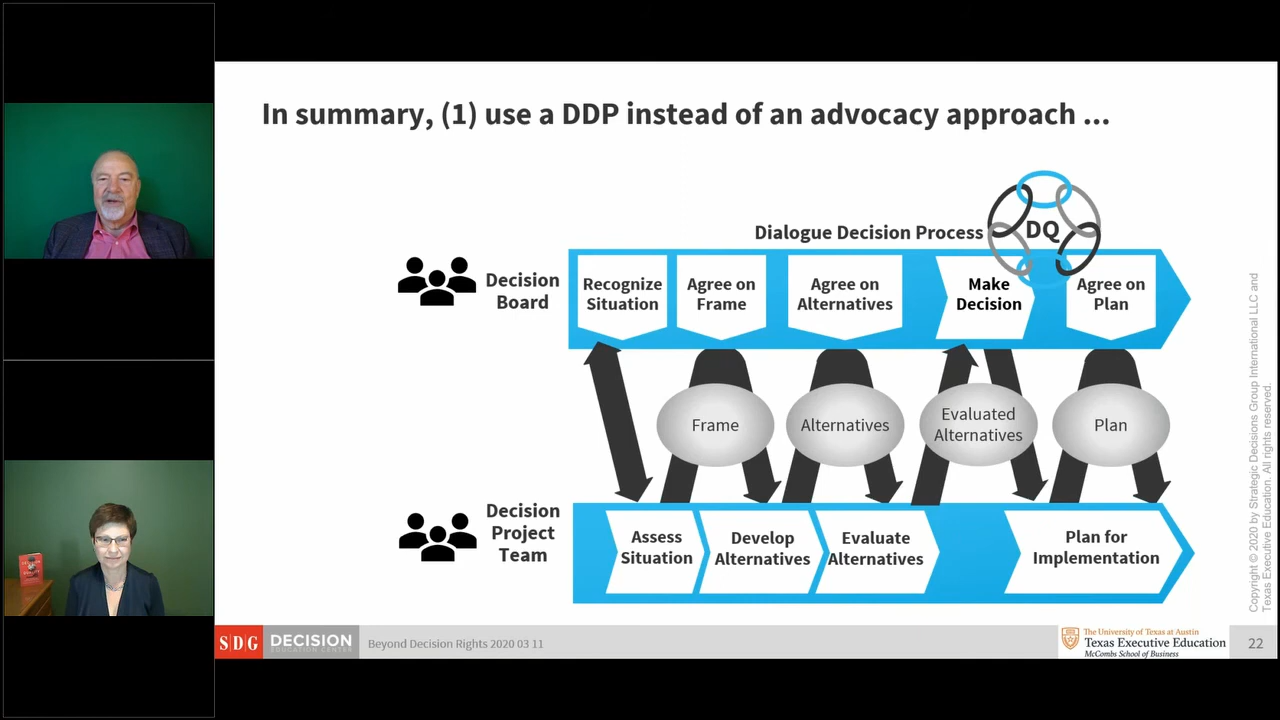 In summary, (1) use a DDP instead of an advocacy approach ...
Dialogue Decision Process
DQ
Decision
Board
Recognize
Situation
Agree on
Frame
Agree on
Alternatives
Make
Decision
Agree on
Plan
Frame
Alternatives
Evaluated
Alternatives
Plan
Decision
Project
Team
Assess
Situation
Develop
Alternatives
Evaluate
Alternatives
Plan for
Implementation
Copyright © 2020 by Strategic Decisions Group International LLC and
Texas Executive Education. All rights reserved.
S|D|G
DECISION
EDUCATION CENTER
Beyond Decision Rights 2020 03 11
The University of Texas at Austin
Texas Executive Education
McCombs School of Business
22